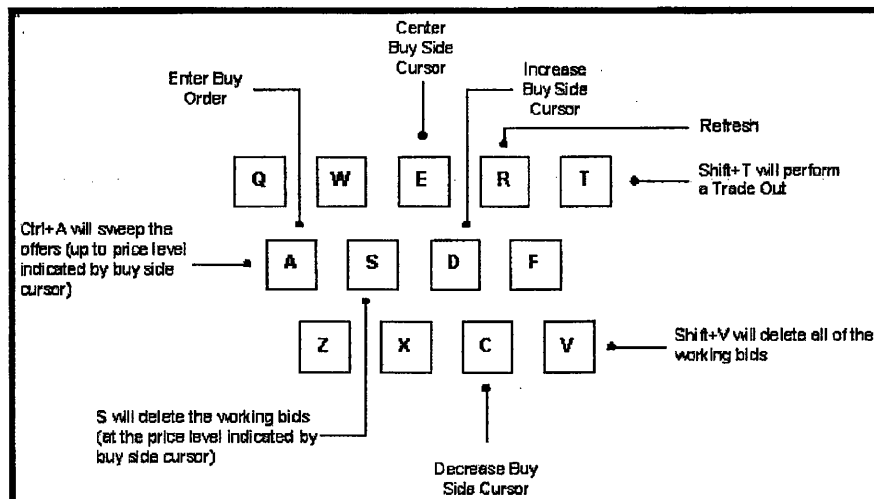 Center
Buy Side
Cursor
Enter Buy
Order
Increase
Buy Side
Cursor
Refresh
Q W E R T
Shift+T will perform
a Trade Out
Ctrl+A will sweep the
offers (up to price level
indicated by buy side
cursor)
A S D F
Z X C V
Shift+V will delete all of the
working bids
S will delete the working bids
(at the price level indicated by
buy side cursor)
Decrease Buy
Side Cursor